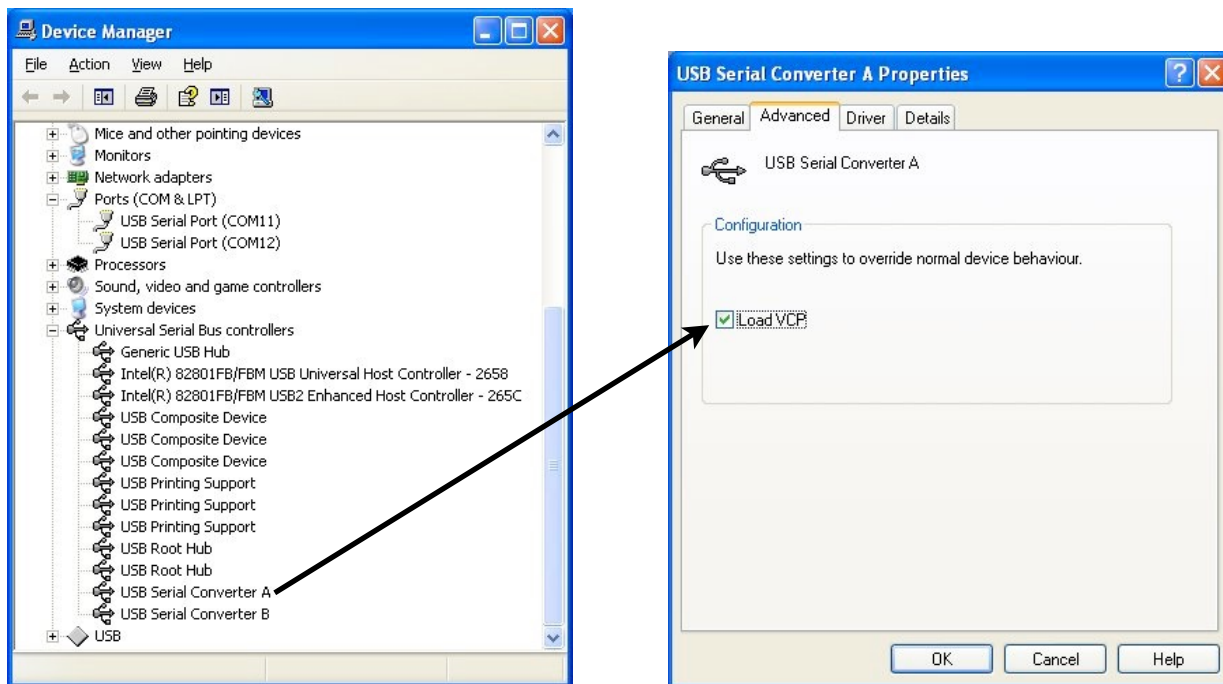 Device Manager
File Action View Help
Mice and other pointing devices
Monitors
Network adapters
Ports (COM & LPT)
USB Serial Port (COM11)
USB Serial Port (COM12)
Processors
Sound, video and game controllers
System devices
Universal Serial Bus controllers
Generic USB Hub
Intel(R) 82801FB/FBM USB Universal Host Controller - 2658
Intel(R) 82801FB/FBM USB2 Enhanced Host Controller - 265C
USB Composite Device
USB Composite Device
USB Composite Device
USB Printing Support
USB Printing Support
USB Printing Support
USB Root Hub
USB Root Hub
USB Serial Converter A
USB Serial Converter B
USB
USB Serial Converter A Properties
General Advanced Driver Details
USB Serial Converter A
Configuration
Use these settings to override normal device behaviour.
Load VCP
OK Cancel Help